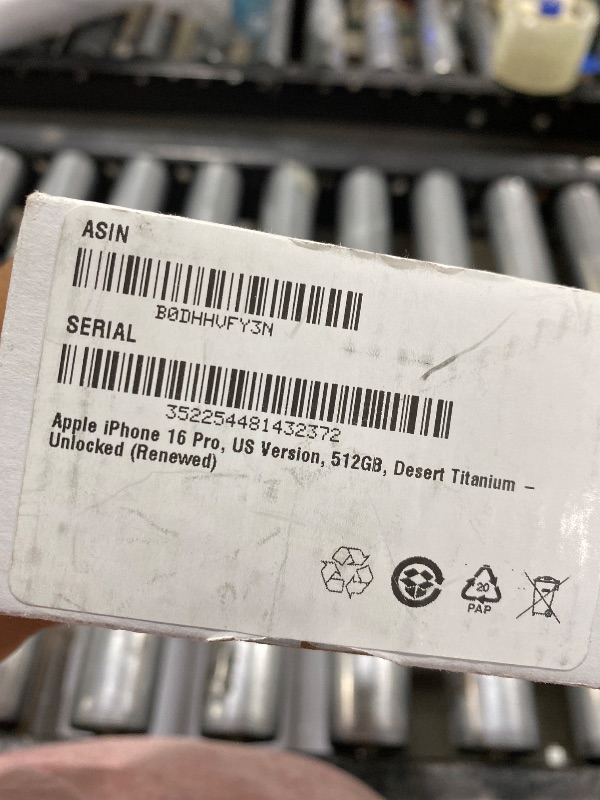 ASIN
B0DHHVFY3N
SERIAL
352254481432372
Apple iPhone 16 Pro, US Version, 512GB, Desert Titanium –
Unlocked (Renewed)
20
PAP